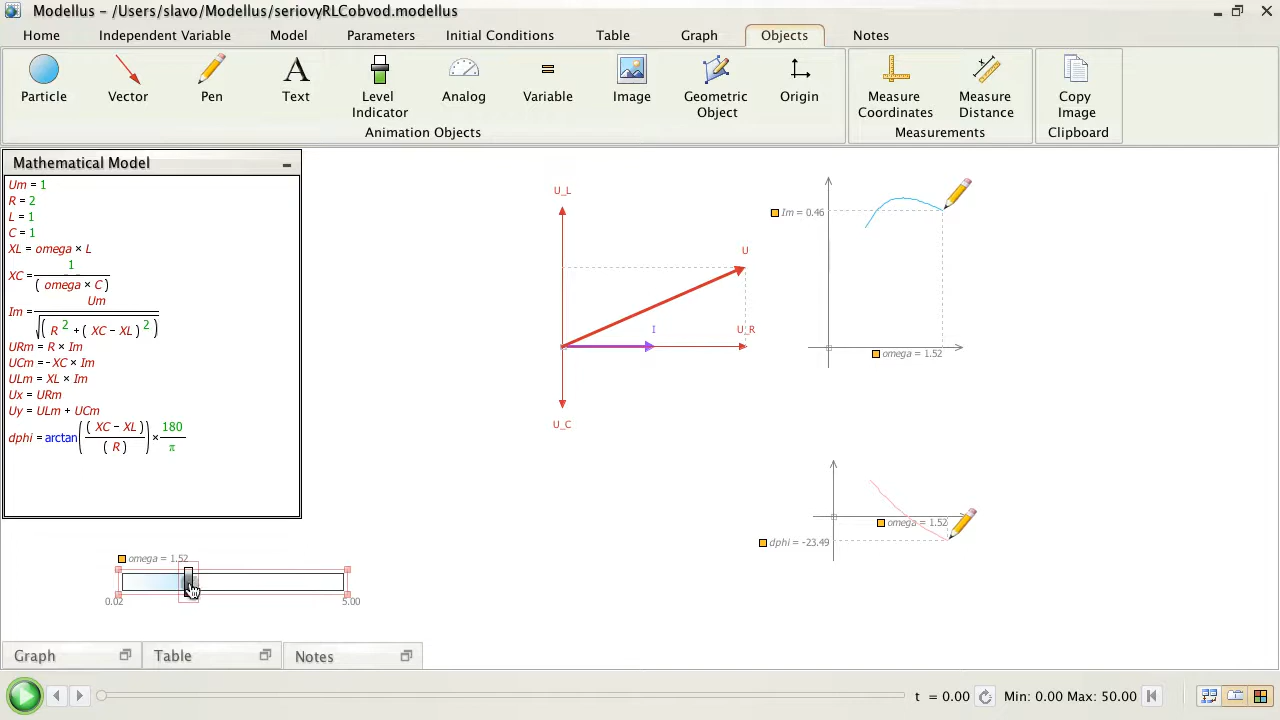 Modellus - /Users/slavo/Modellus/seriovyRLCobvod.modellus
Home Independent Variable Model Parameters Initial Conditions Table Graph Objects Notes
Particle Vector Pen Text Level Indicator Analog Variable Image Geometric Object Origin Measure Coordinates Measure Distance Copy Image
Animation Objects Measurements Clipboard
Mathematical Model
Um = 1
R = 2
L = 1
C = 1
XL = omega × L
XC = 1 / ( omega × C )
Im = Um / √( R 2 + ( XC − XL ) 2 )
URm = R × Im
UCm = - XC × Im
ULm = XL × Im
Ux = URm
Uy = ULm + UCm
dphi = arctan( ( XC − XL ) / ( R ) ) × 180 / π
U_L
U
I
U_R
U_C
Im = 0.46
omega = 1.52
omega = 1.52
dphi = -23.49
omega = 1.52
0.02 5.00
Graph Table Notes
t = 0.00 Min: 0.00 Max: 50.00